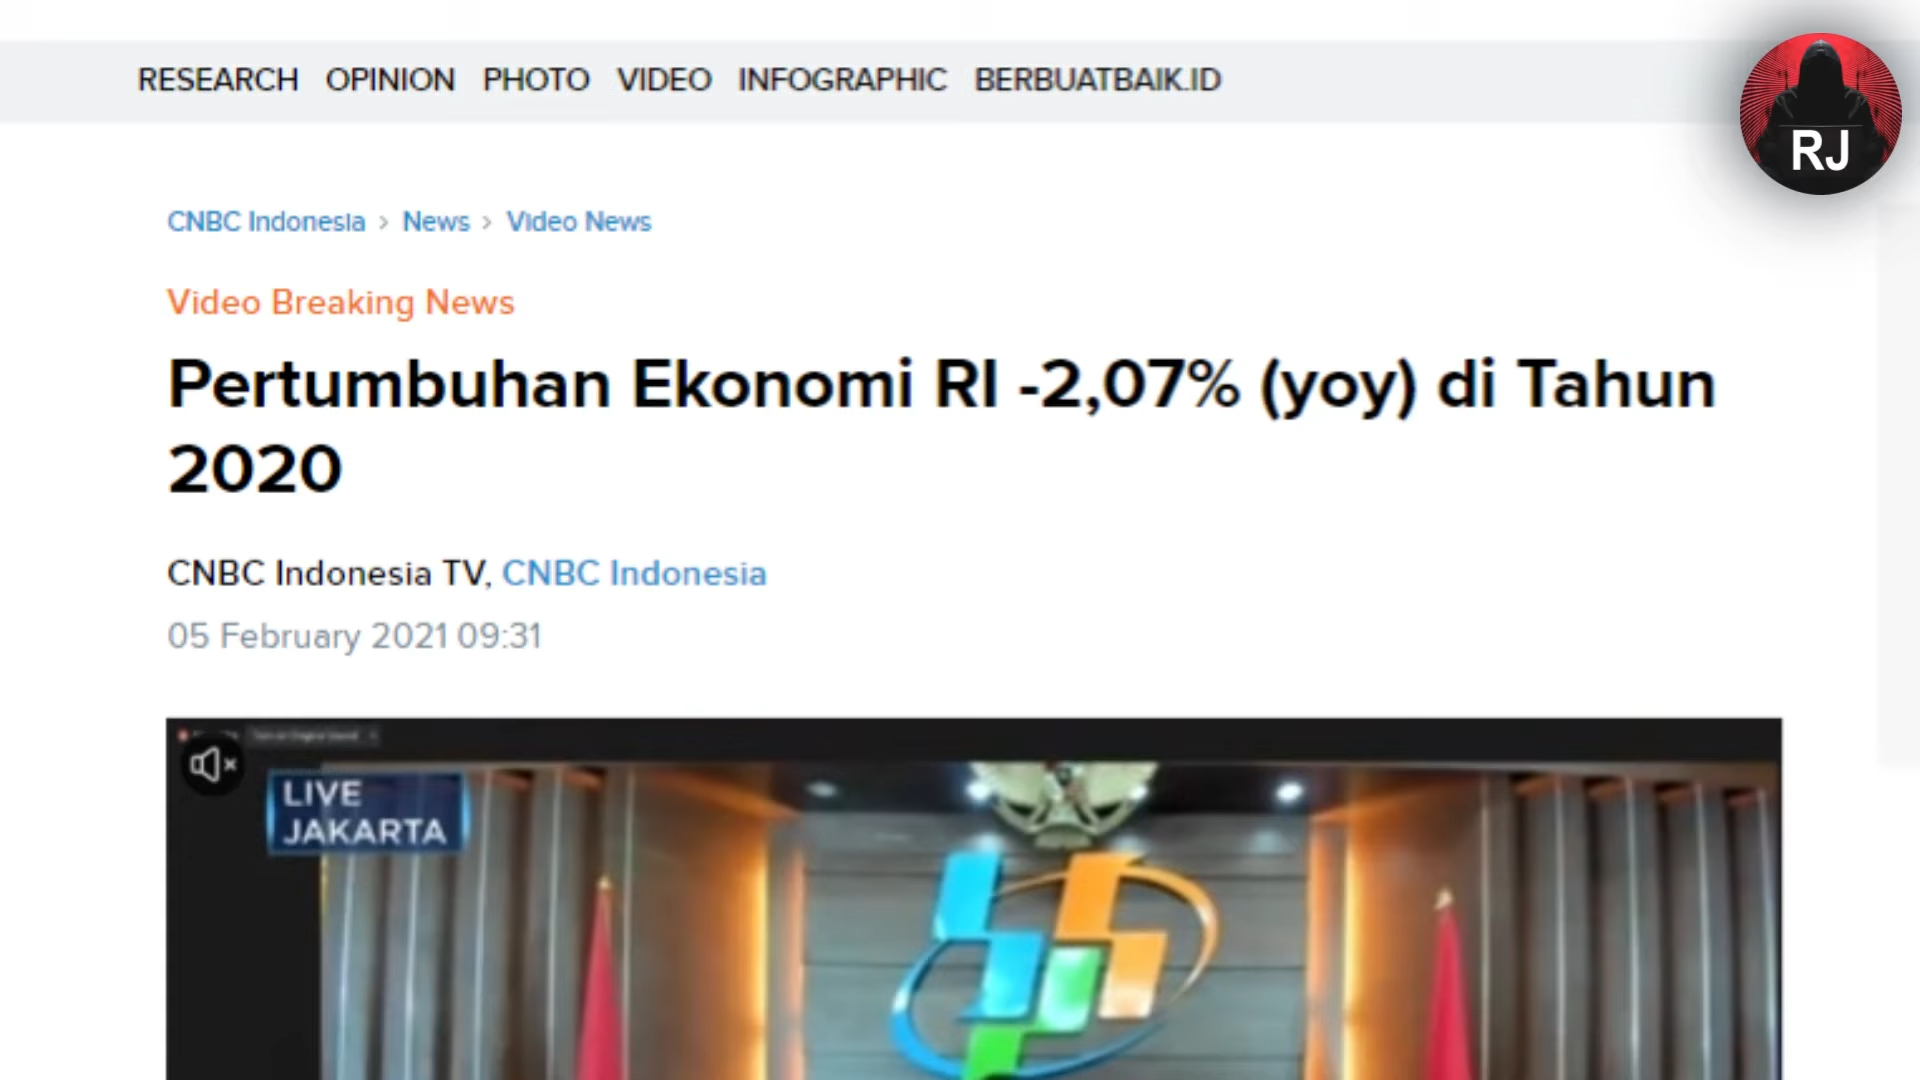 RESEARCH OPINION PHOTO VIDEO INFOGRAPHIC BERBUATBAIK.ID
RJ
CNBC Indonesia > News > Video News
Video Breaking News
Pertumbuhan Ekonomi RI -2,07% (yoy) di Tahun
2020
CNBC Indonesia TV, CNBC Indonesia
05 February 2021 09:31
LIVE
JAKARTA